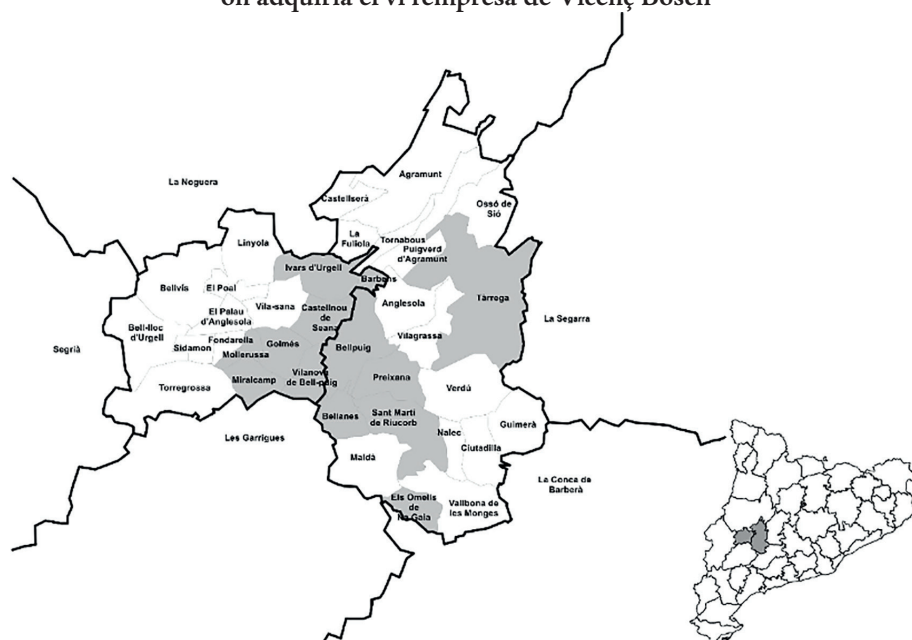 on adquiria el vi l'empresa de Vicenç Bosch
La Noguera
Agramunt
Castellserà
Ossó de
Sió
La
Fuliola
Tornabous
Puigverd
d'Agramunt
Linyola
Ivars d'Urgell
Barbens
Bellvís
El Poal
Vila-sana
Castellnou
de
Seana
Anglesola
Tàrrega
El Palau
d'Anglesola
La Segarra
Bell-lloc
d'Urgell
Vilagrassa
Segrià
Sidamon
Fondarella
Golmés
Mollerussa
Bellpuig
Miralcamp
Vilanova
de Bell-puig
Preixana
Torregrossa
Verdú
Belianes
Sant Martí
de Riucorb
Guimerà
Les Garrigues
Nalec
Ciutadilla
Maldà
La Conca de
Barberà
Els Omells
de
Na Gaia
Vallbona de
les Monges